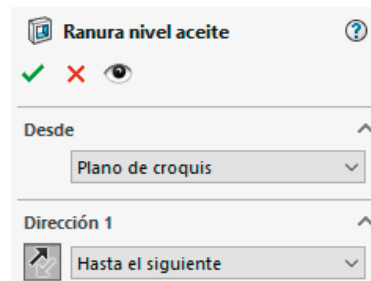 Ranura nivel aceite
Desde
Plano de croquis
Dirección 1
Hasta el siguiente